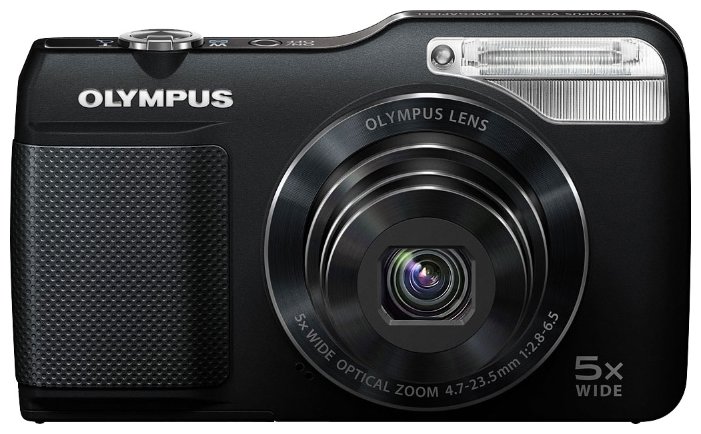 OLYMPUS
OLYMPUS LENS
5x WIDE OPTICAL ZOOM 4.7-23.5mm 1:2.8-6.5
5x
WIDE